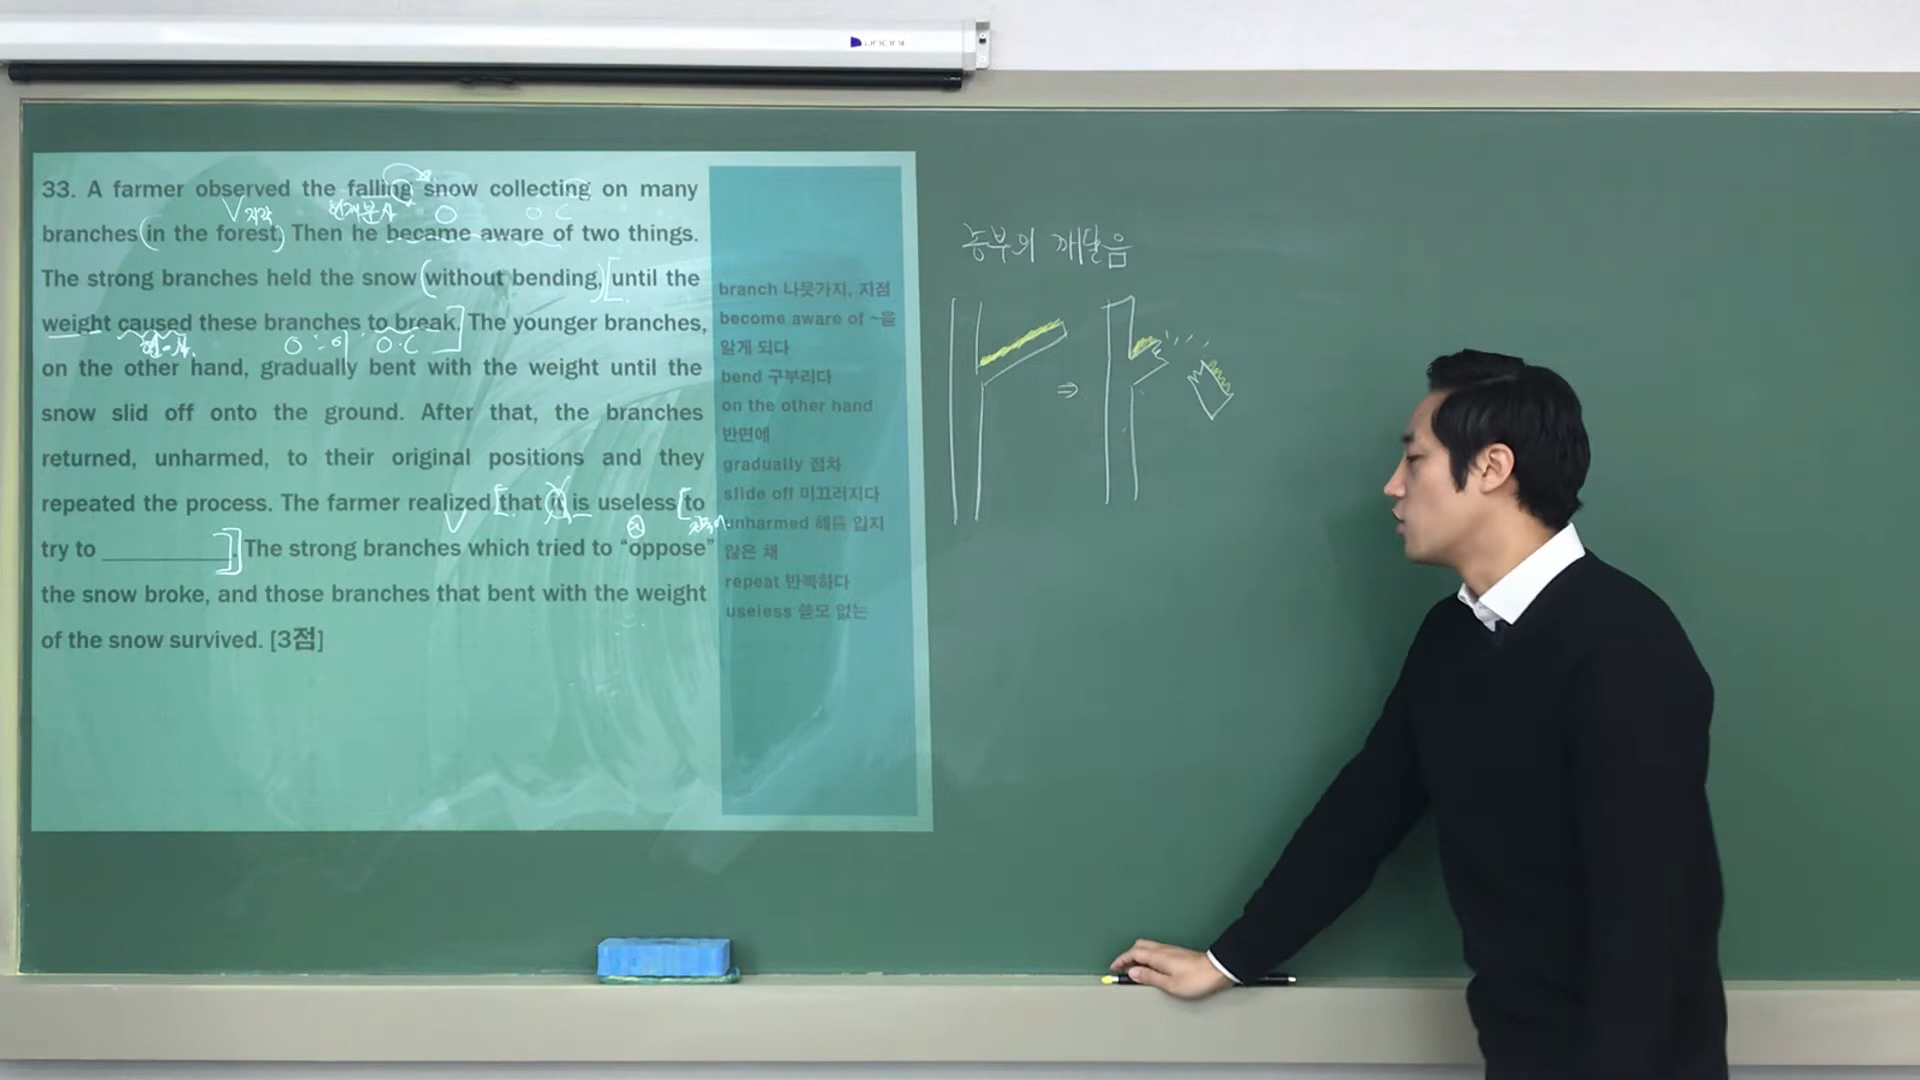 33. A farmer observed the falling snow collecting on many
V지각 현재분사 O O C
branches (in the forest.) Then he became aware of two things.
The strong branches held the snow (without bending,) [until the
weight caused these branches to break.] The younger branches,
O O.C
on the other hand, gradually bent with the weight until the
snow slid off onto the ground. After that, the branches
returned, unharmed, to their original positions and they
repeated the process. The farmer realized [that it is useless [to
V
try to __________ ]]. The strong branches which tried to “oppose”
the snow broke, and those branches that bent with the weight
of the snow survived. [3점]
branch 나뭇가지, 지점
become aware of ~을
알게 되다
bend 구부리다
on the other hand
반면에
gradually 점차
slide off 미끄러지다
unharmed 해를 입지
않은 채
repeat 반복하다
useless 쓸모 없는
농부의 깨달음
⇒